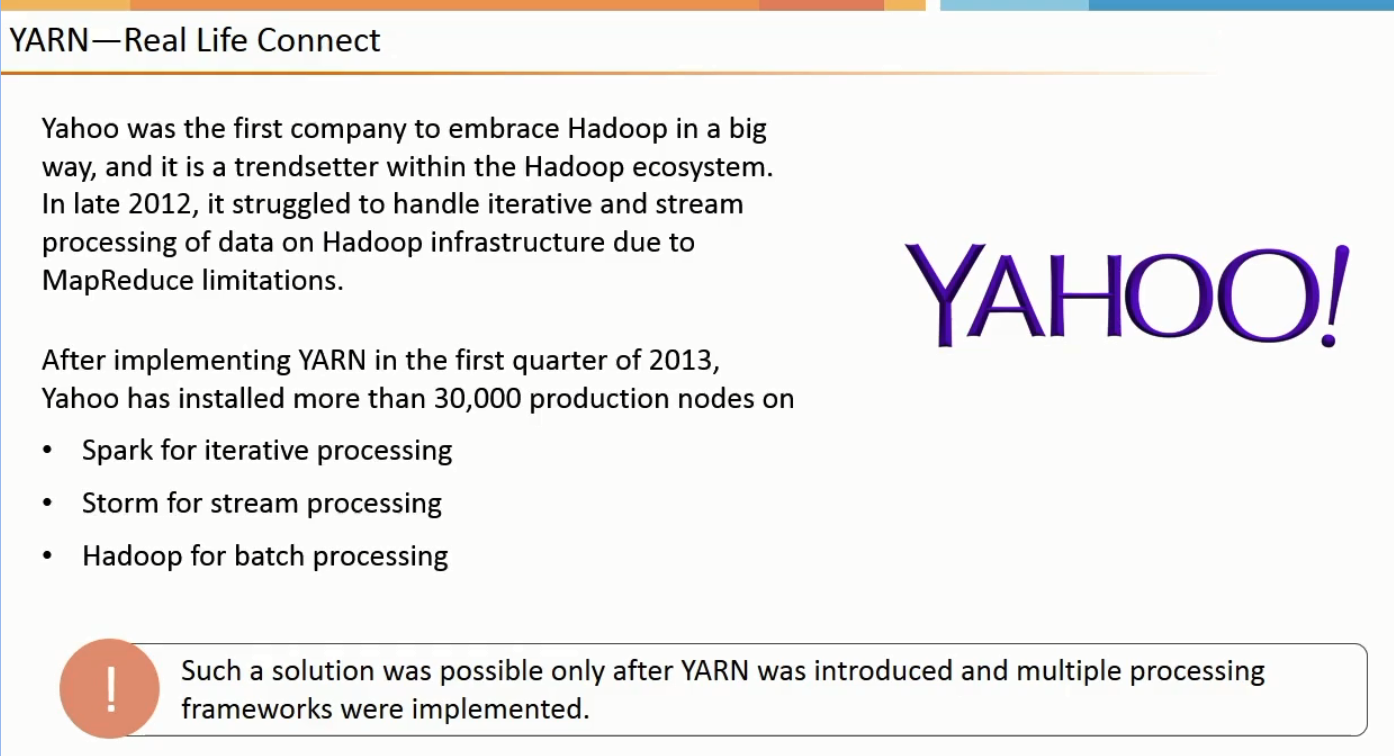 YARN—Real Life Connect
Yahoo was the first company to embrace Hadoop in a big
way, and it is a trendsetter within the Hadoop ecosystem.
In late 2012, it struggled to handle iterative and stream
processing of data on Hadoop infrastructure due to
MapReduce limitations.
After implementing YARN in the first quarter of 2013,
Yahoo has installed more than 30,000 production nodes on
• Spark for iterative processing
• Storm for stream processing
• Hadoop for batch processing
YAHOO!
!
Such a solution was possible only after YARN was introduced and multiple processing
frameworks were implemented.